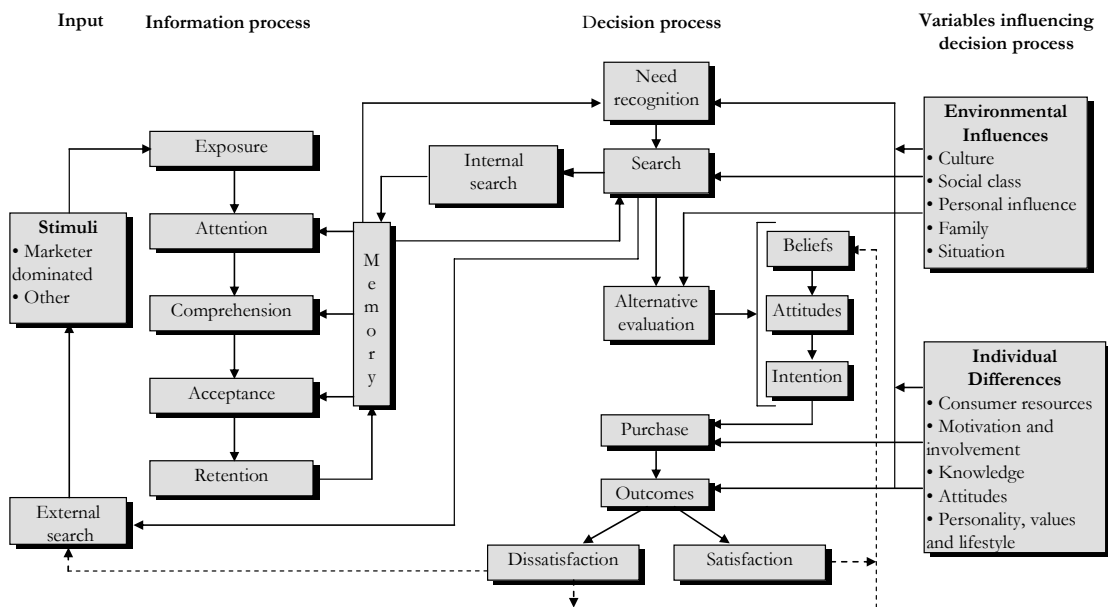 Input
Information process
Decision process
Variables influencing
decision process
Need
recognition
Environmental
Influences
• Culture
• Social class
• Personal influence
• Family
• Situation
Exposure
Internal
search
Search
Stimuli
• Marketer
dominated
• Other
Attention
M
e
m
o
r
y
Beliefs
Comprehension
Alternative
evaluation
Attitudes
Intention
Individual
Differences
• Consumer resources
• Motivation and
involvement
• Knowledge
• Attitudes
• Personality, values
and lifestyle
Acceptance
Purchase
Retention
Outcomes
External
search
Dissatisfaction
Satisfaction